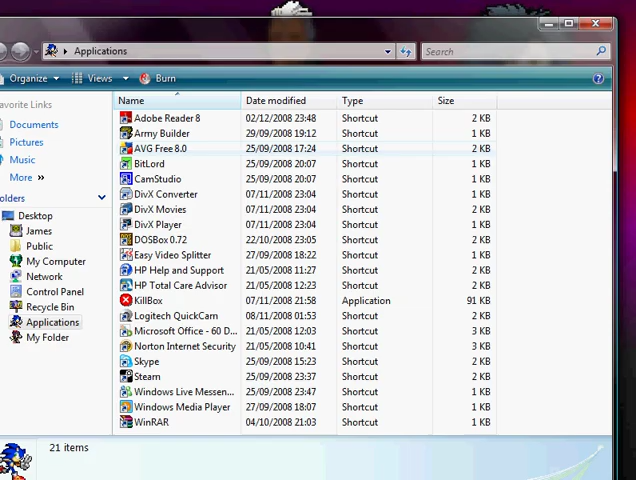 Applications
Search
Organize Views Burn
Name Date modified Type Size
Adobe Reader 8 02/12/2008 23:48 Shortcut 2 KB
Army Builder 29/09/2008 19:12 Shortcut 2 KB
AVG Free 8.0 25/09/2008 17:24 Shortcut 2 KB
BitLord 25/09/2008 20:07 Shortcut 2 KB
CamStudio 25/09/2008 20:07 Shortcut 2 KB
DivX Converter 07/11/2008 23:04 Shortcut 2 KB
DivX Movies 07/11/2008 23:04 Shortcut 2 KB
DivX Player 07/11/2008 23:04 Shortcut 2 KB
DOSBox 0.72 22/10/2008 23:05 Shortcut 2 KB
Easy Video Splitter 27/09/2008 18:22 Shortcut 2 KB
HP Help and Support 21/05/2008 11:27 Shortcut 2 KB
HP Total Care Advisor 21/05/2008 12:23 Shortcut 2 KB
KillBox 07/11/2008 21:58 Application 91 KB
Logitech QuickCam 08/11/2008 01:53 Shortcut 2 KB
Microsoft Office - 60 D... 21/05/2008 12:03 Shortcut 3 KB
Norton Internet Security 21/05/2008 10:41 Shortcut 3 KB
Skype 25/09/2008 15:23 Shortcut 2 KB
Steam 25/09/2008 23:37 Shortcut 2 KB
Windows Live Messen... 25/09/2008 23:47 Shortcut 2 KB
Windows Media Player 27/09/2008 18:07 Shortcut 2 KB
WinRAR 04/10/2008 21:03 Shortcut 2 KB
avorite Links
Documents
Pictures
Music
More »
olders
Desktop
James
Public
My Computer
Network
Control Panel
Recycle Bin
Applications
My Folder
21 items